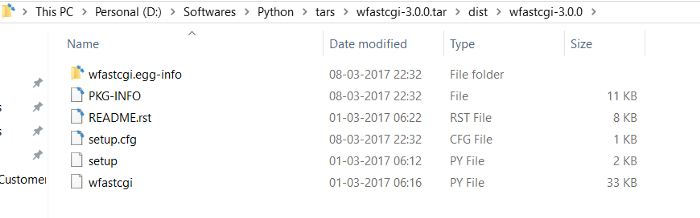 This PC > Personal (D:) > Softwares > Python > tars > wfastcgi-3.0.0.tar > dist > wfastcgi-3.0.0 >
Name Date modified Type Size
wfastcgi.egg-info 08-03-2017 22:32 File folder
PKG-INFO 08-03-2017 22:32 File 11 KB
README.rst 01-03-2017 06:22 RST File 8 KB
setup.cfg 08-03-2017 22:32 CFG File 1 KB
setup 01-03-2017 06:12 PY File 2 KB
Customer wfastcgi 01-03-2017 06:16 PY File 33 KB